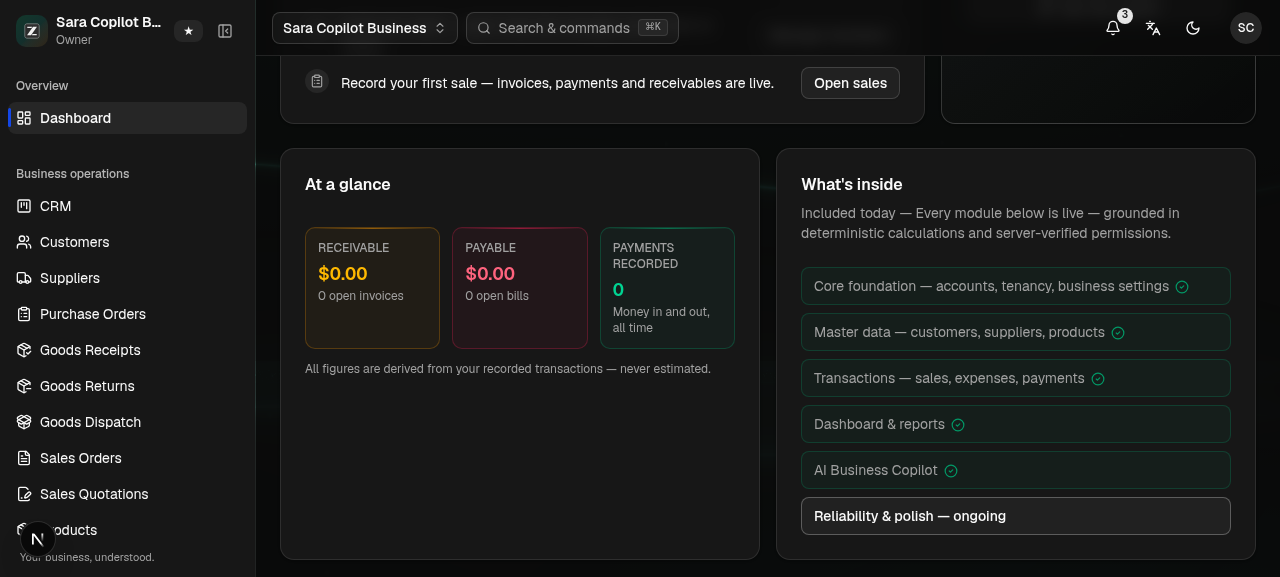 Sara Copilot B...
Owner
Overview
Dashboard
Business operations
CRM
Customers
Suppliers
Purchase Orders
Goods Receipts
Goods Returns
Goods Dispatch
Sales Orders
Sales Quotations
oducts
Your business, understood.
Sara Copilot Business
Search & commands
⌘K
3
SC
Record your first sale — invoices, payments and receivables are live.
Open sales
At a glance
RECEIVABLE
$0.00
0 open invoices
PAYABLE
$0.00
0 open bills
PAYMENTS
RECORDED
0
Money in and out,
all time
All figures are derived from your recorded transactions — never estimated.
What's inside
Included today — Every module below is live — grounded in
deterministic calculations and server-verified permissions.
Core foundation — accounts, tenancy, business settings
Master data — customers, suppliers, products
Transactions — sales, expenses, payments
Dashboard & reports
AI Business Copilot
Reliability & polish — ongoing